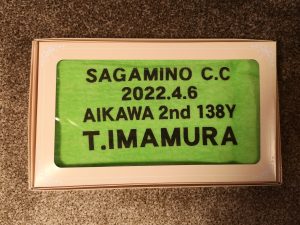 SAGAMINO C.C
2022.4.6
AIKAWA 2nd 138Y
T.IMAMURA